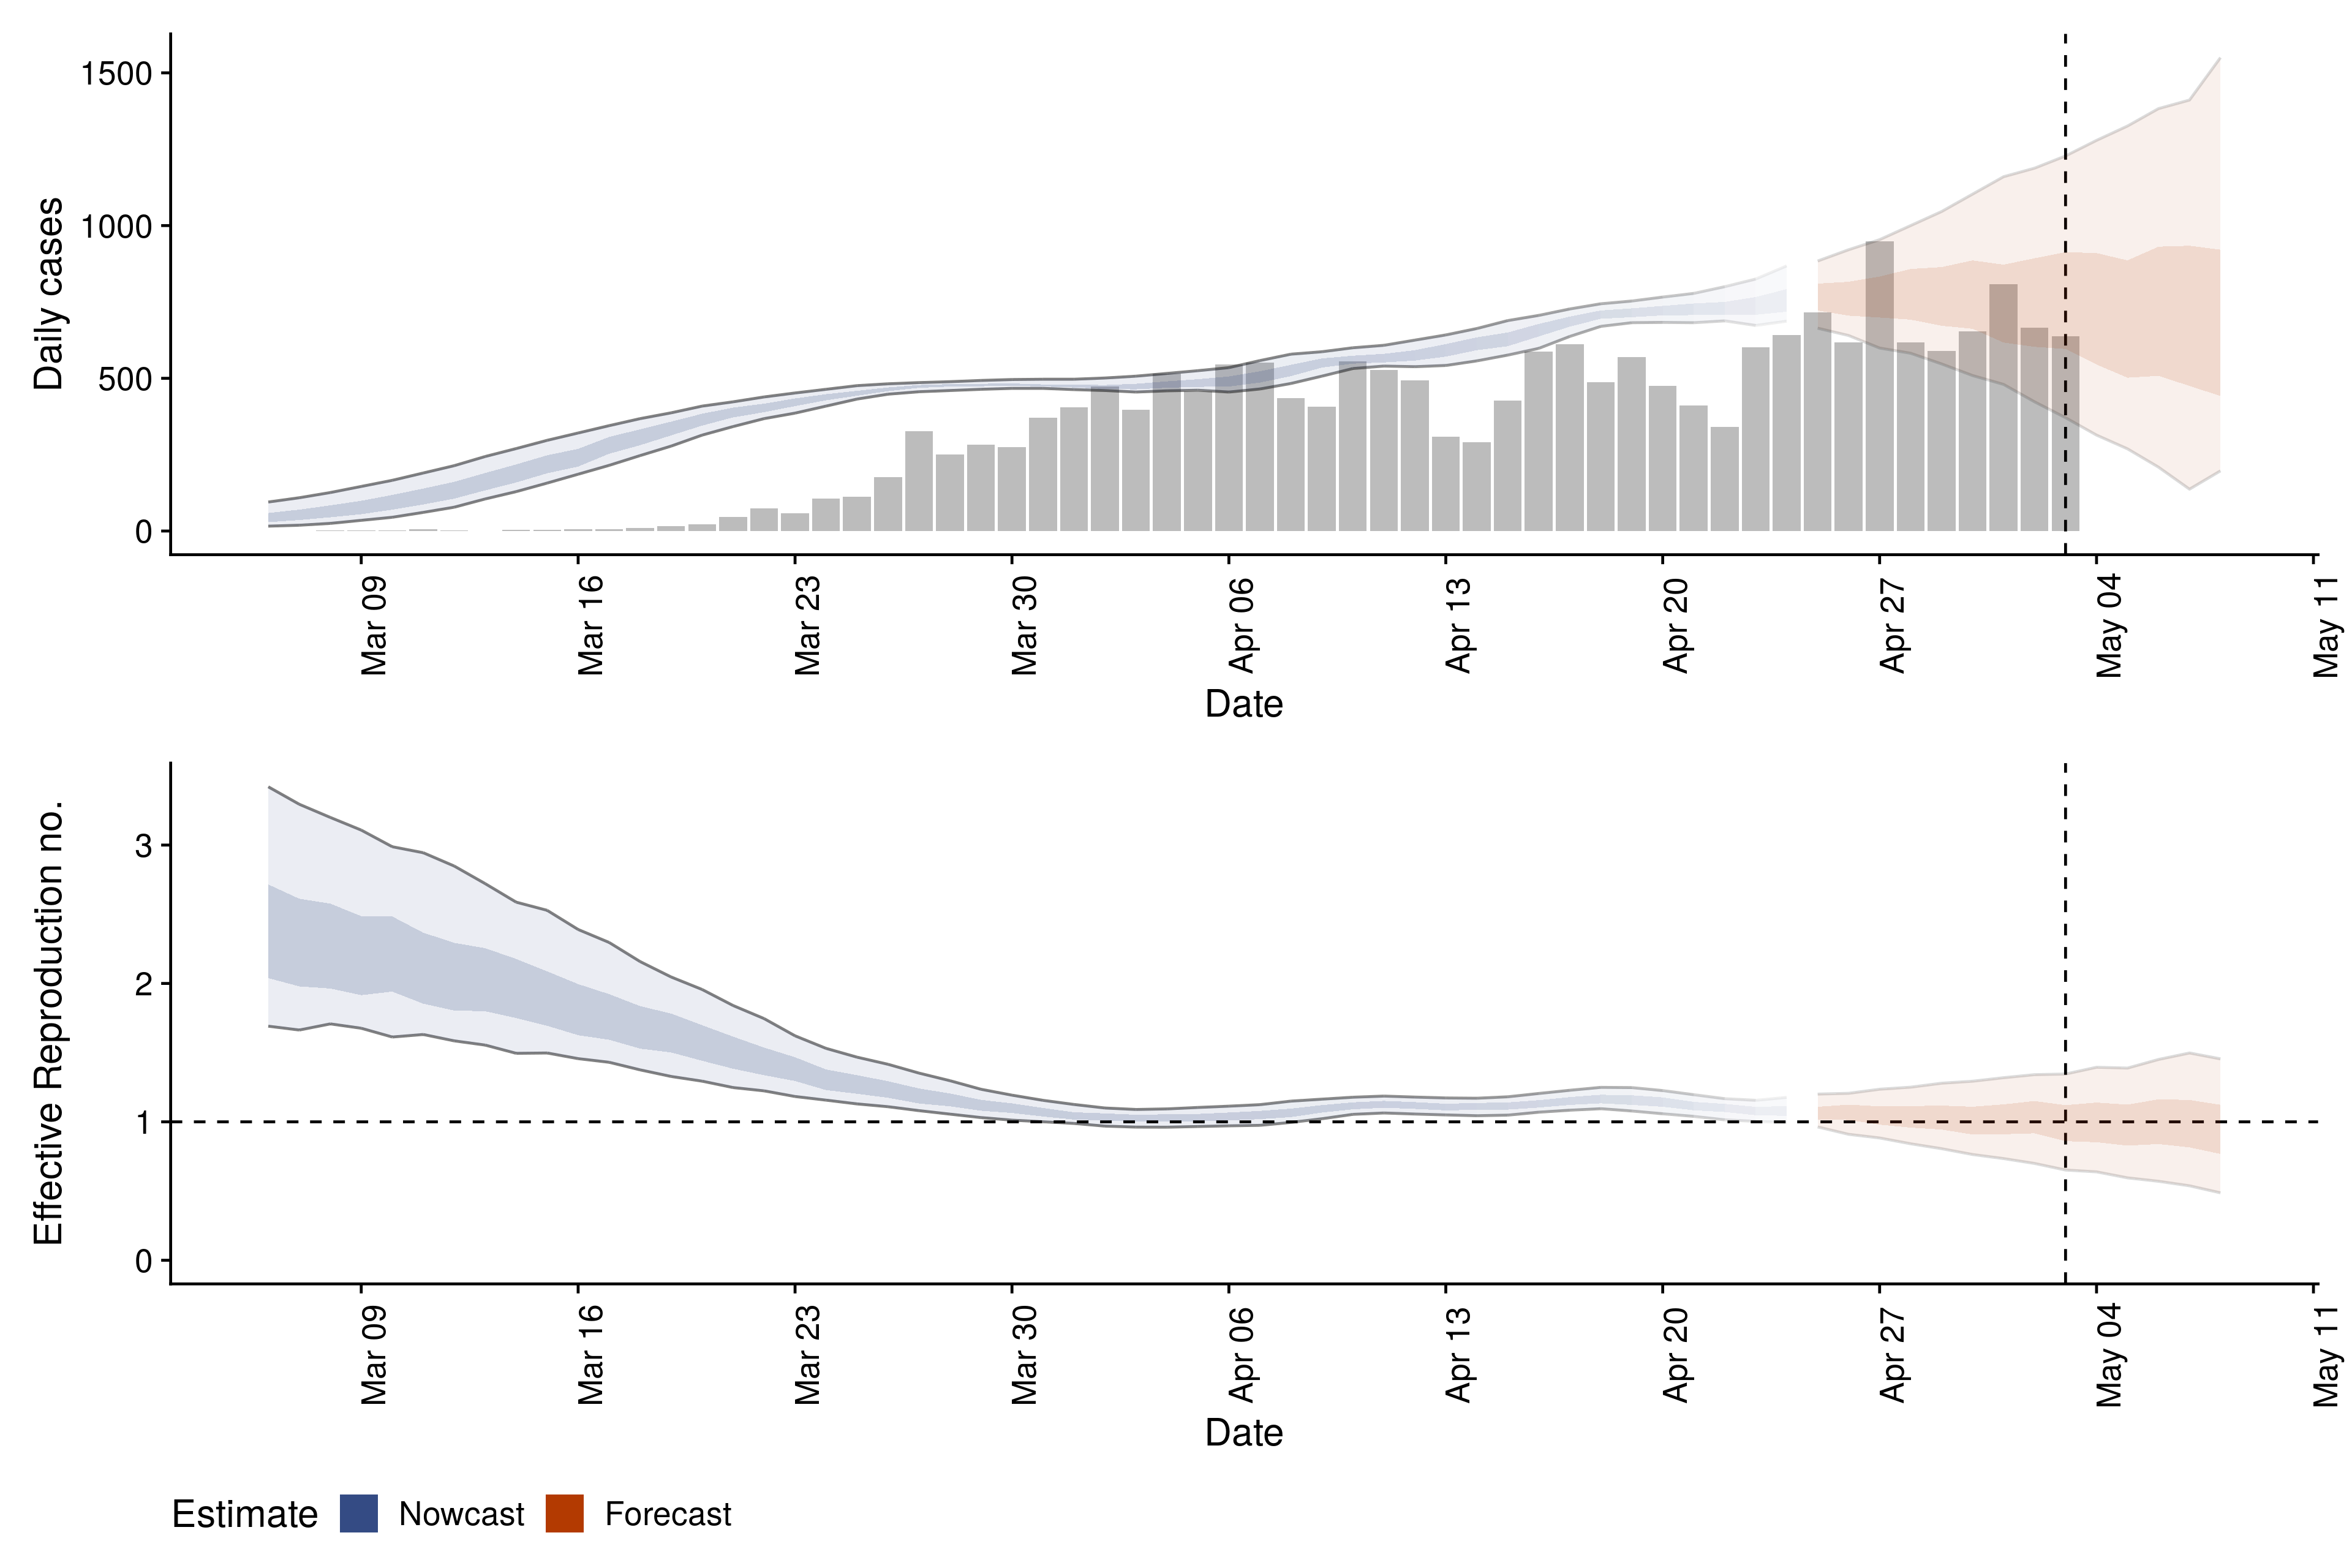 Daily cases
1500
1000
500
0
Mar 09
Mar 16
Mar 23
Mar 30
Apr 06
Apr 13
Apr 20
Apr 27
May 04
May 11
Date
Effective Reproduction no.
3
2
1
0
Mar 09
Mar 16
Mar 23
Mar 30
Apr 06
Apr 13
Apr 20
Apr 27
May 04
May 11
Date
Estimate Nowcast Forecast